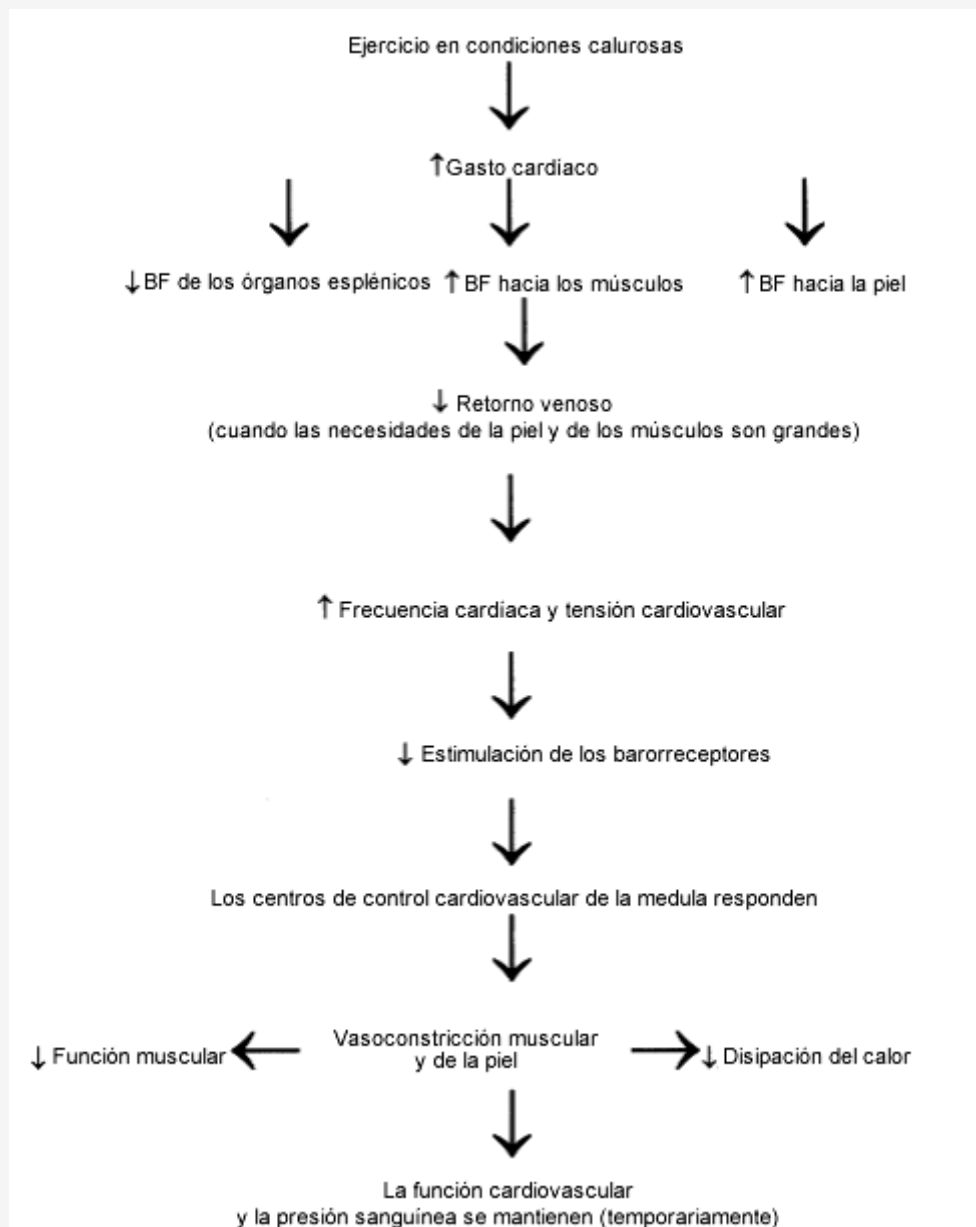 Ejercicio en condiciones calurosas
↑Gasto cardiaco
↓BF de los órganos esplénicos ↑BF hacia los músculos ↑BF hacia la piel
↓ Retorno venoso
(cuando las necesidades de la piel y de los músculos son grandes)
↑ Frecuencia cardiaca y tensión cardiovascular
↓ Estimulación de los barorreceptores
Los centros de control cardiovascular de la medula responden
Vasoconstricción muscular
y de la piel
↓ Función muscular
↓ Disipación del calor
La función cardiovascular
y la presión sanguínea se mantienen (temporariamente)